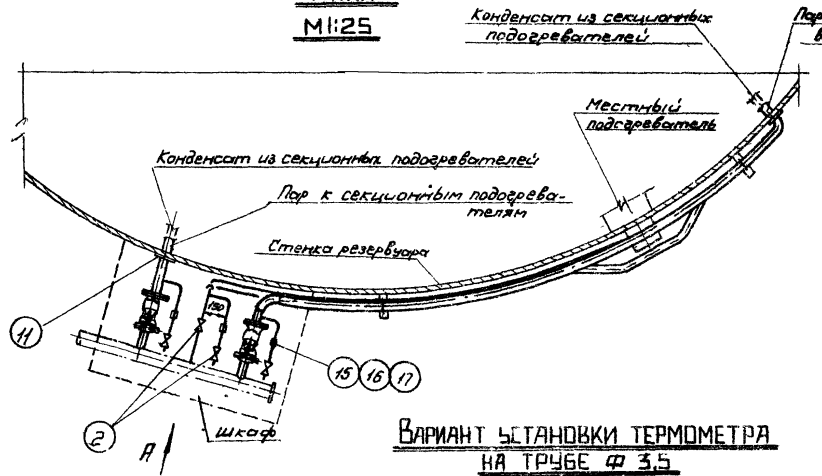 М1:25
Конденсат из секционных
подогревателей
Пар
в
Местный
подогреватель
Конденсат из секционных подогревателей
Пар к секционным подогрева-
телям
Стенка резервуара
150
11
15 16 17
2
шкаф
А
ВАРИАНТ УСТАНОВКИ ТЕРМОМЕТРА
НА ТРУБЕ Ф 3,5